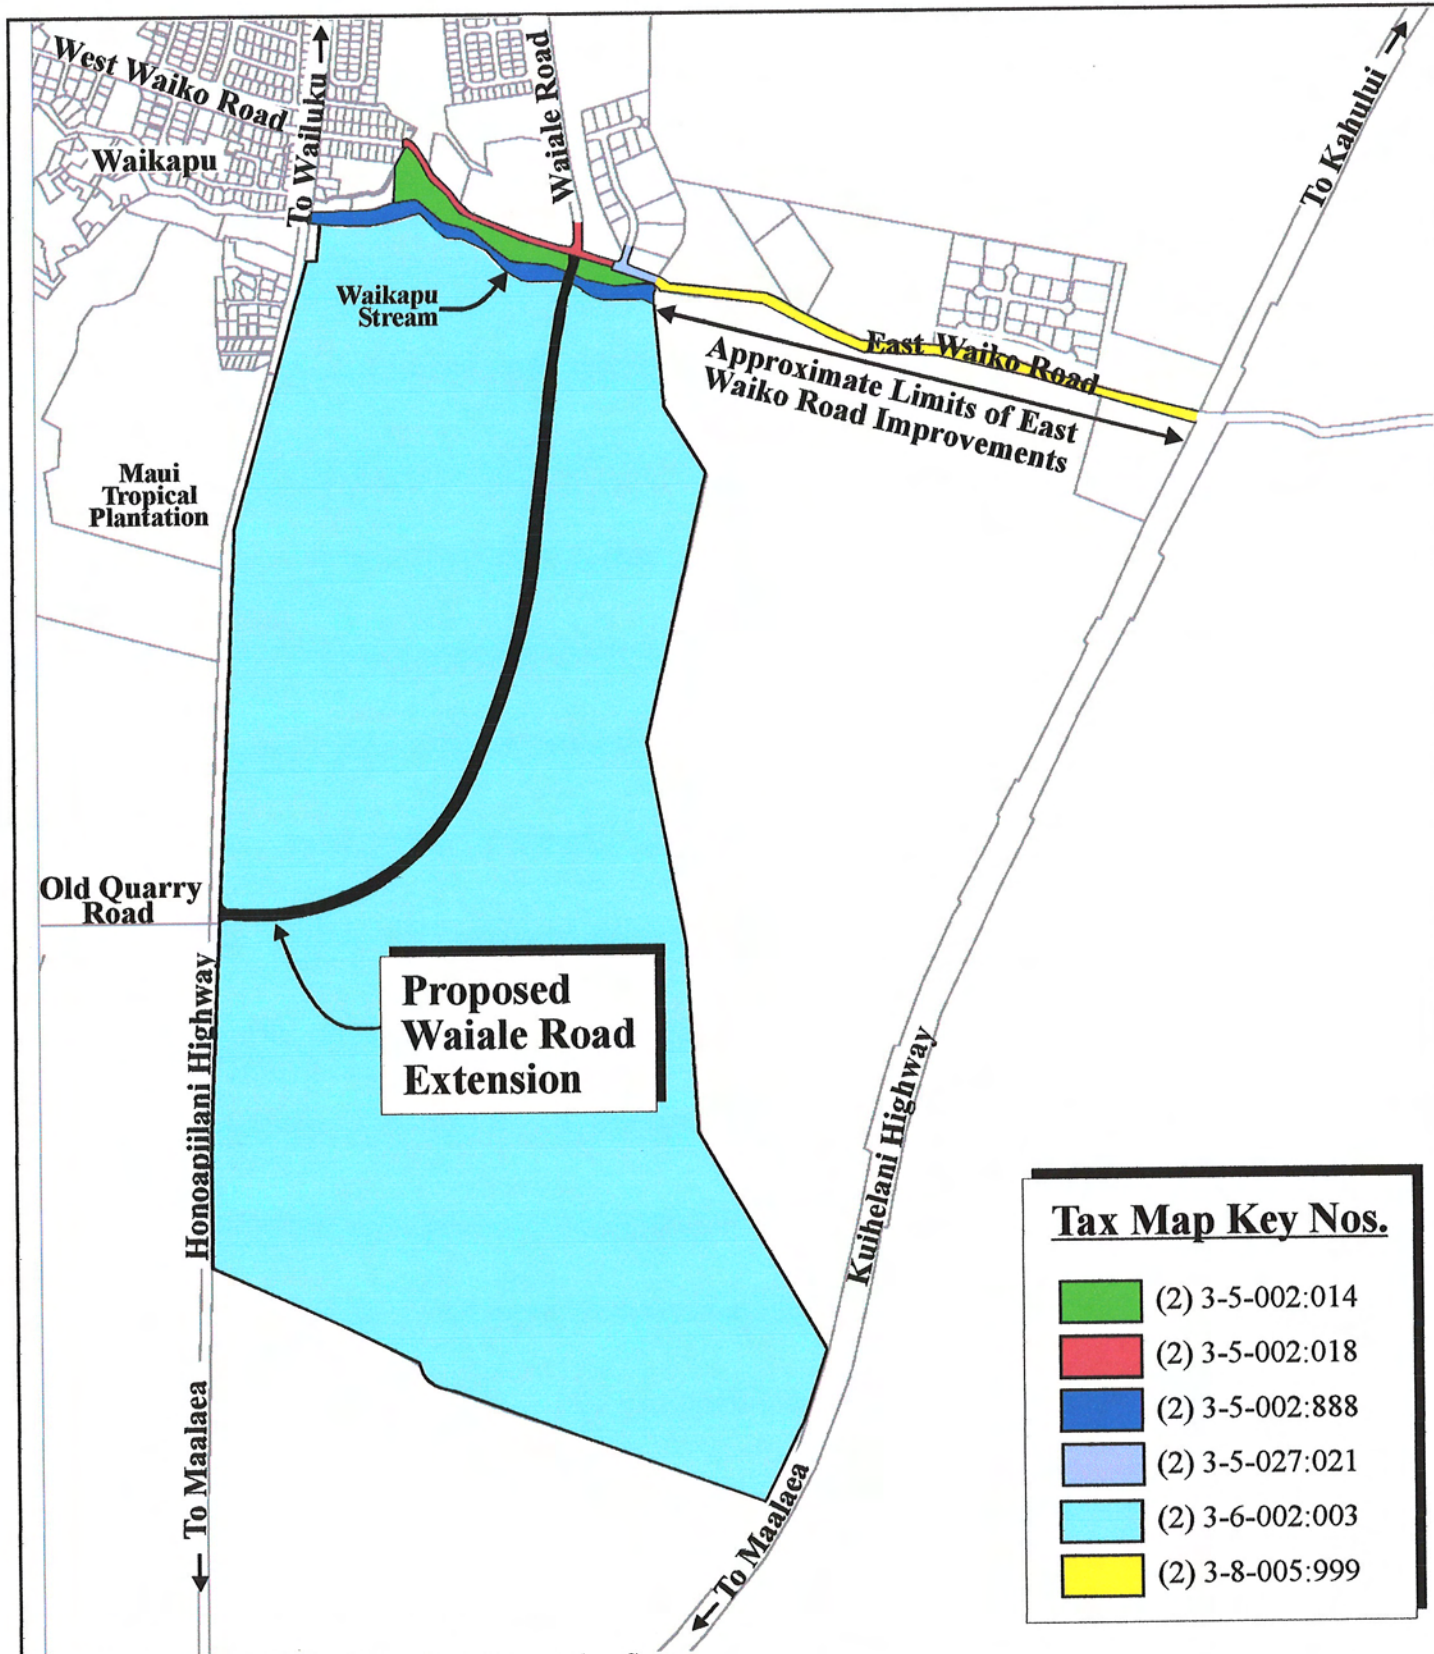 West Waiko Road
To Wailuku
Waiale Road
To Kahului
Waikapu
Waikapu
Stream
East Waiko Road
Approximate Limits of East
Waiko Road Improvements
Maui
Tropical
Plantation
Old Quarry
Road
Proposed
Waiale Road
Extension
Honoapiilani Highway
Kuihelani Highway
To Maalaea
To Maalaea
Tax Map Key Nos.
(2) 3-5-002:014
(2) 3-5-002:018
(2) 3-5-002:888
(2) 3-5-027:021
(2) 3-6-002:003
(2) 3-8-005:999